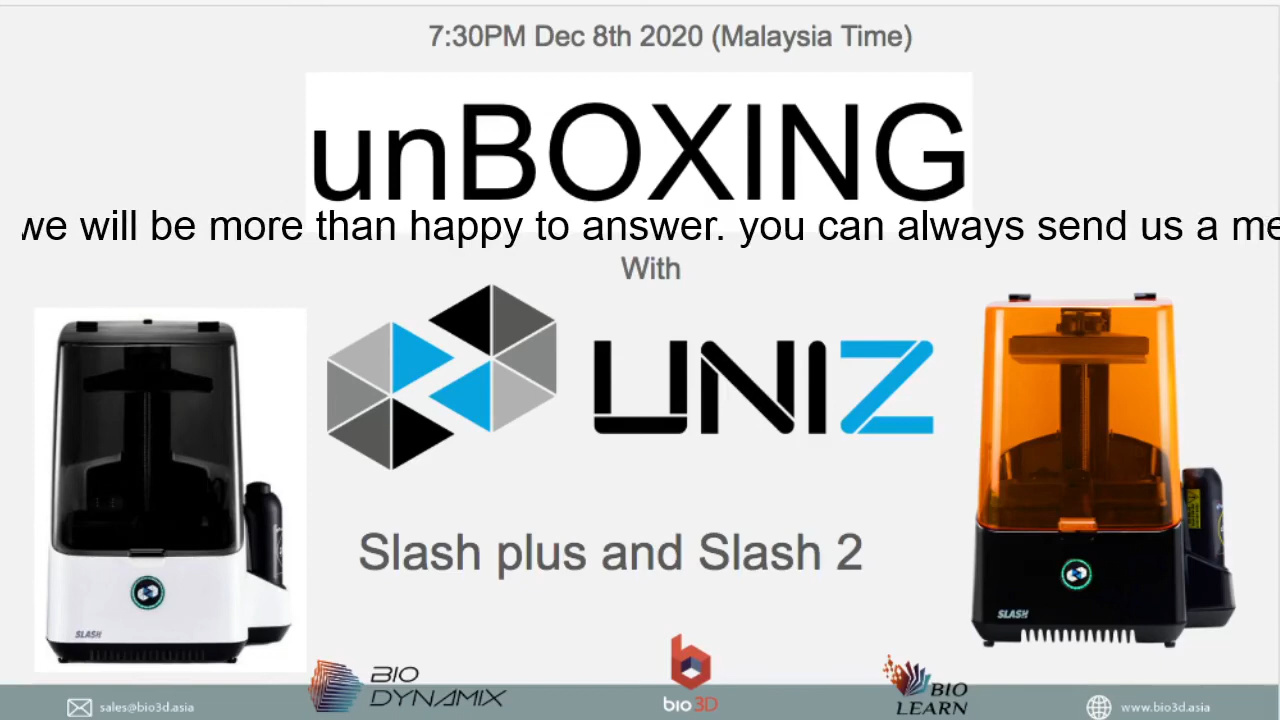 7:30PM Dec 8th 2020 (Malaysia Time)
unBOXING
we will be more than happy to answer. you can always send us a me
With
UNIZ
Slash plus and Slash 2
SLASH
SLASH
BIO
DYNAMIX
bio3D
BIO
LEARN
sales@bio3d.asia
www.bio3d.asia